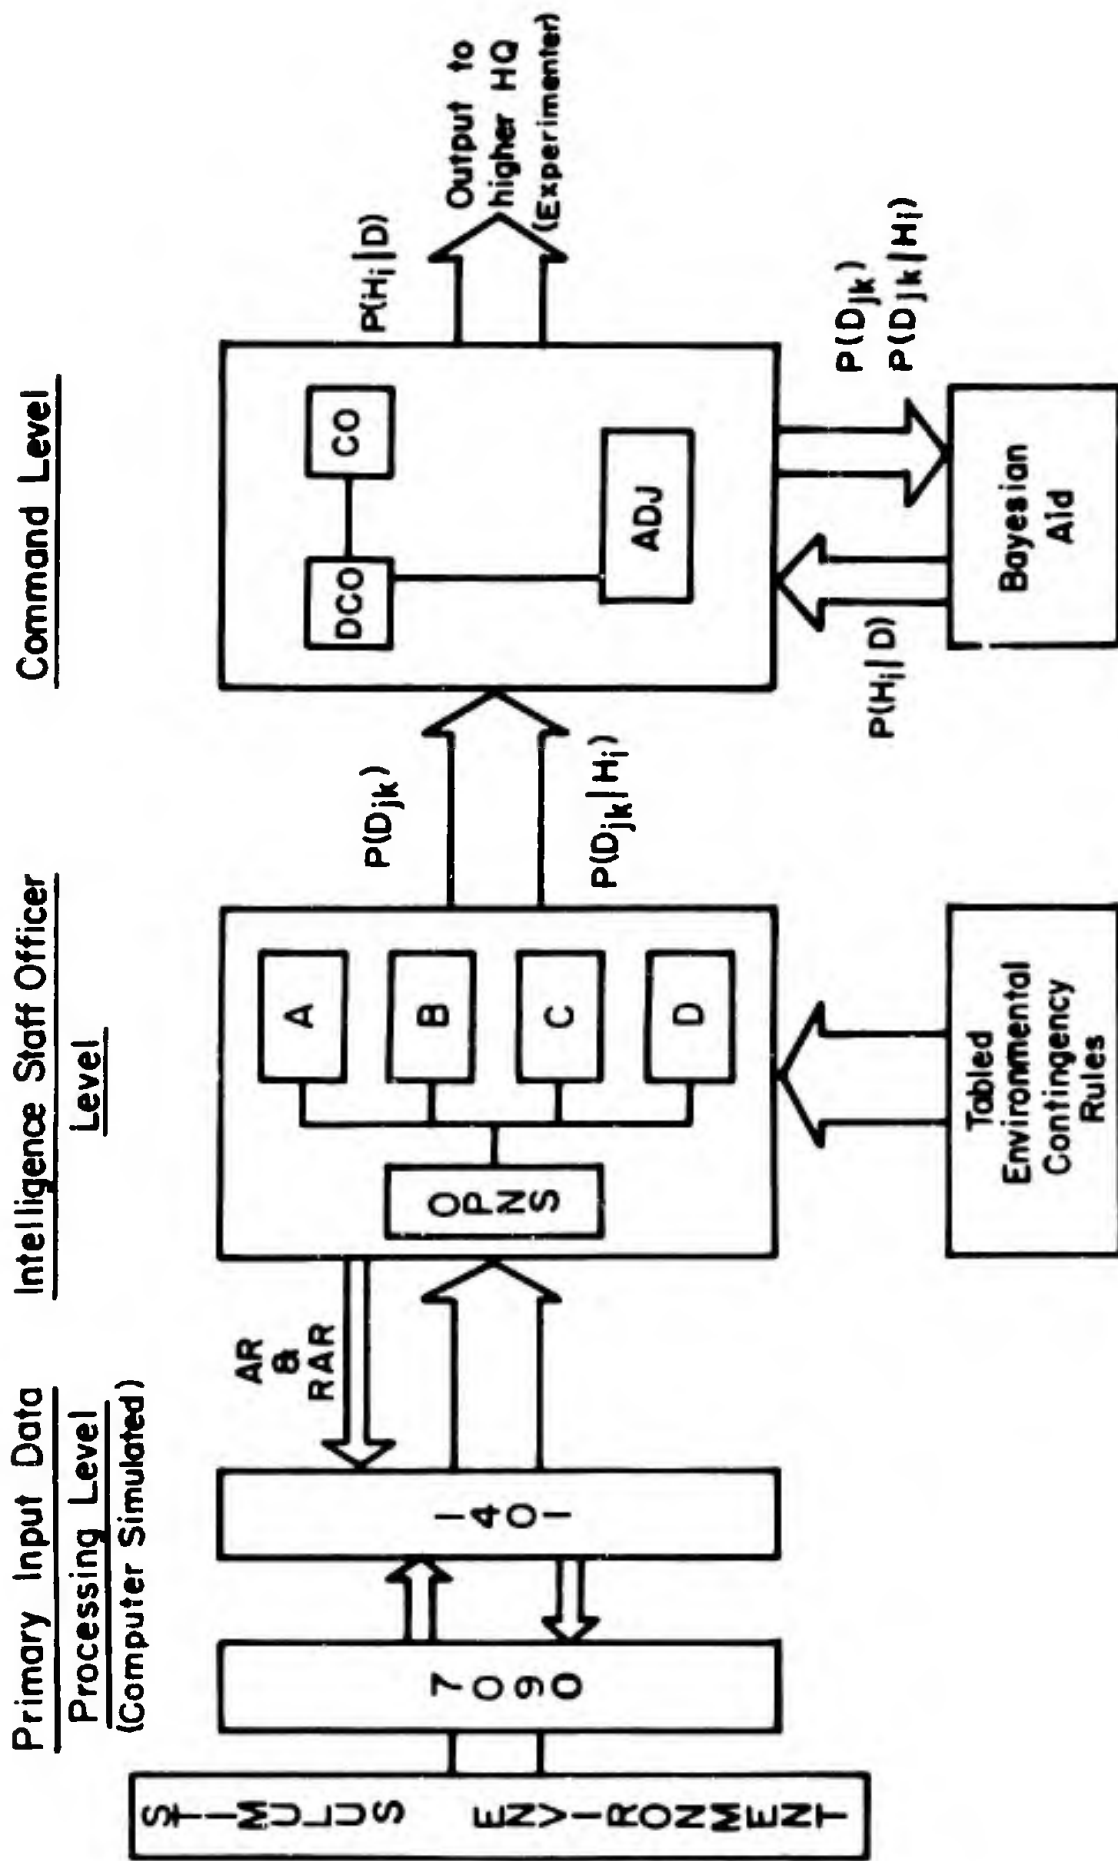 Primary Input Data
Processing Level
(Computer Simulated)
Intelligence Staff Officer
Level
Command Level
STIMULUS ENVIRONMENT
7090
1401
AR
&
RAR
OPNS
A
B
C
D
P(Djk)
P(Djk|Hi)
DCO
CO
ADJ
P(Hi|D)
Output to
higher HQ
(Experimenter)
Tabled
Environmental
Contingency
Rules
P(Hi|D)
P(Djk)
P(Djk|Hi)
Bayesian
Aid